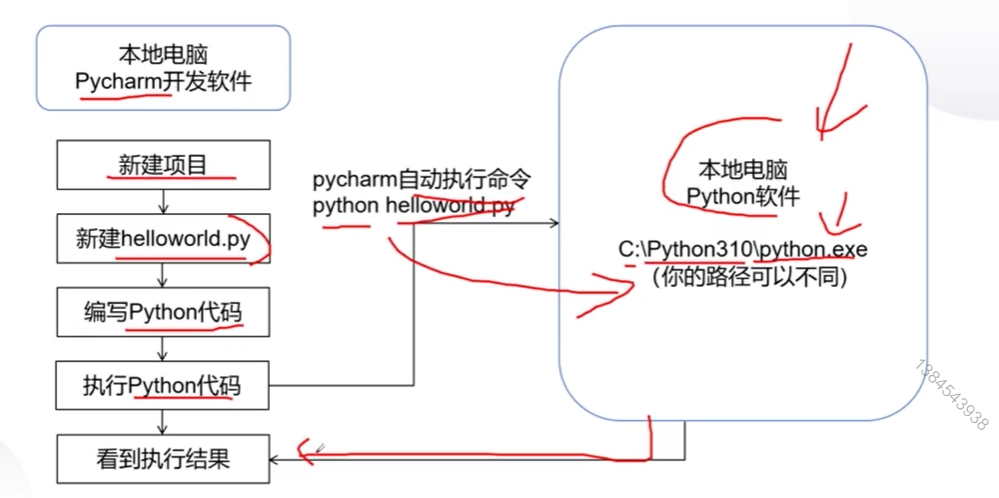 本地电脑
Pycharm开发软件
新建项目
新建helloworld.py
编写Python代码
执行Python代码
看到执行结果
pycharm自动执行命令
python helloworld.py
本地电脑
Python软件
C:\Python310\python.exe
(你的路径可以不同)
1384543938